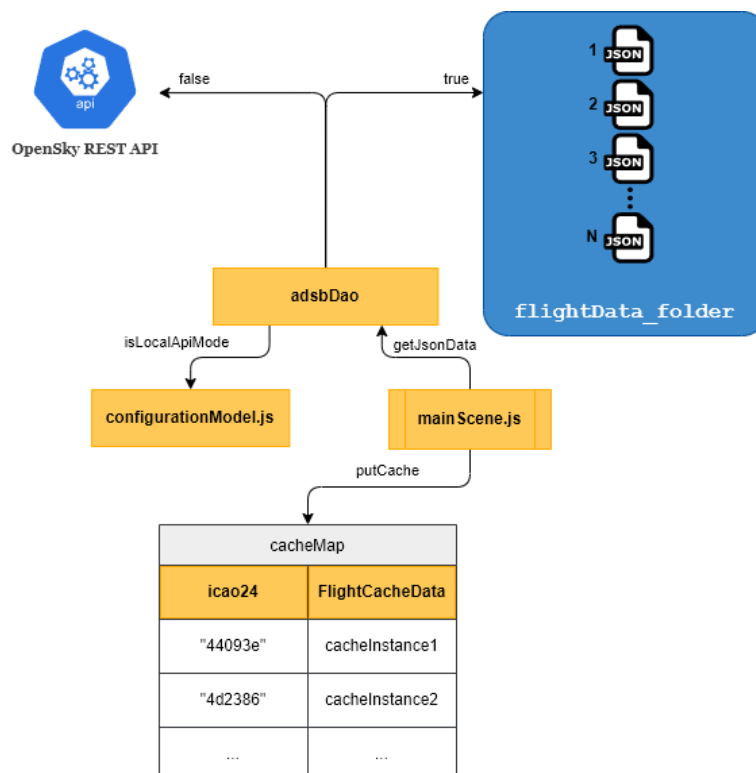 false
true
api
OpenSky REST API
1 JSON
2 JSON
3 JSON
N JSON
flightData_folder
adsbDao
isLocalApiMode
getJsonData
configurationModel.js
mainScene.js
putCache
cacheMap
icao24 FlightCacheData
"44093e" cacheInstance1
"4d2386" cacheInstance2
... ...